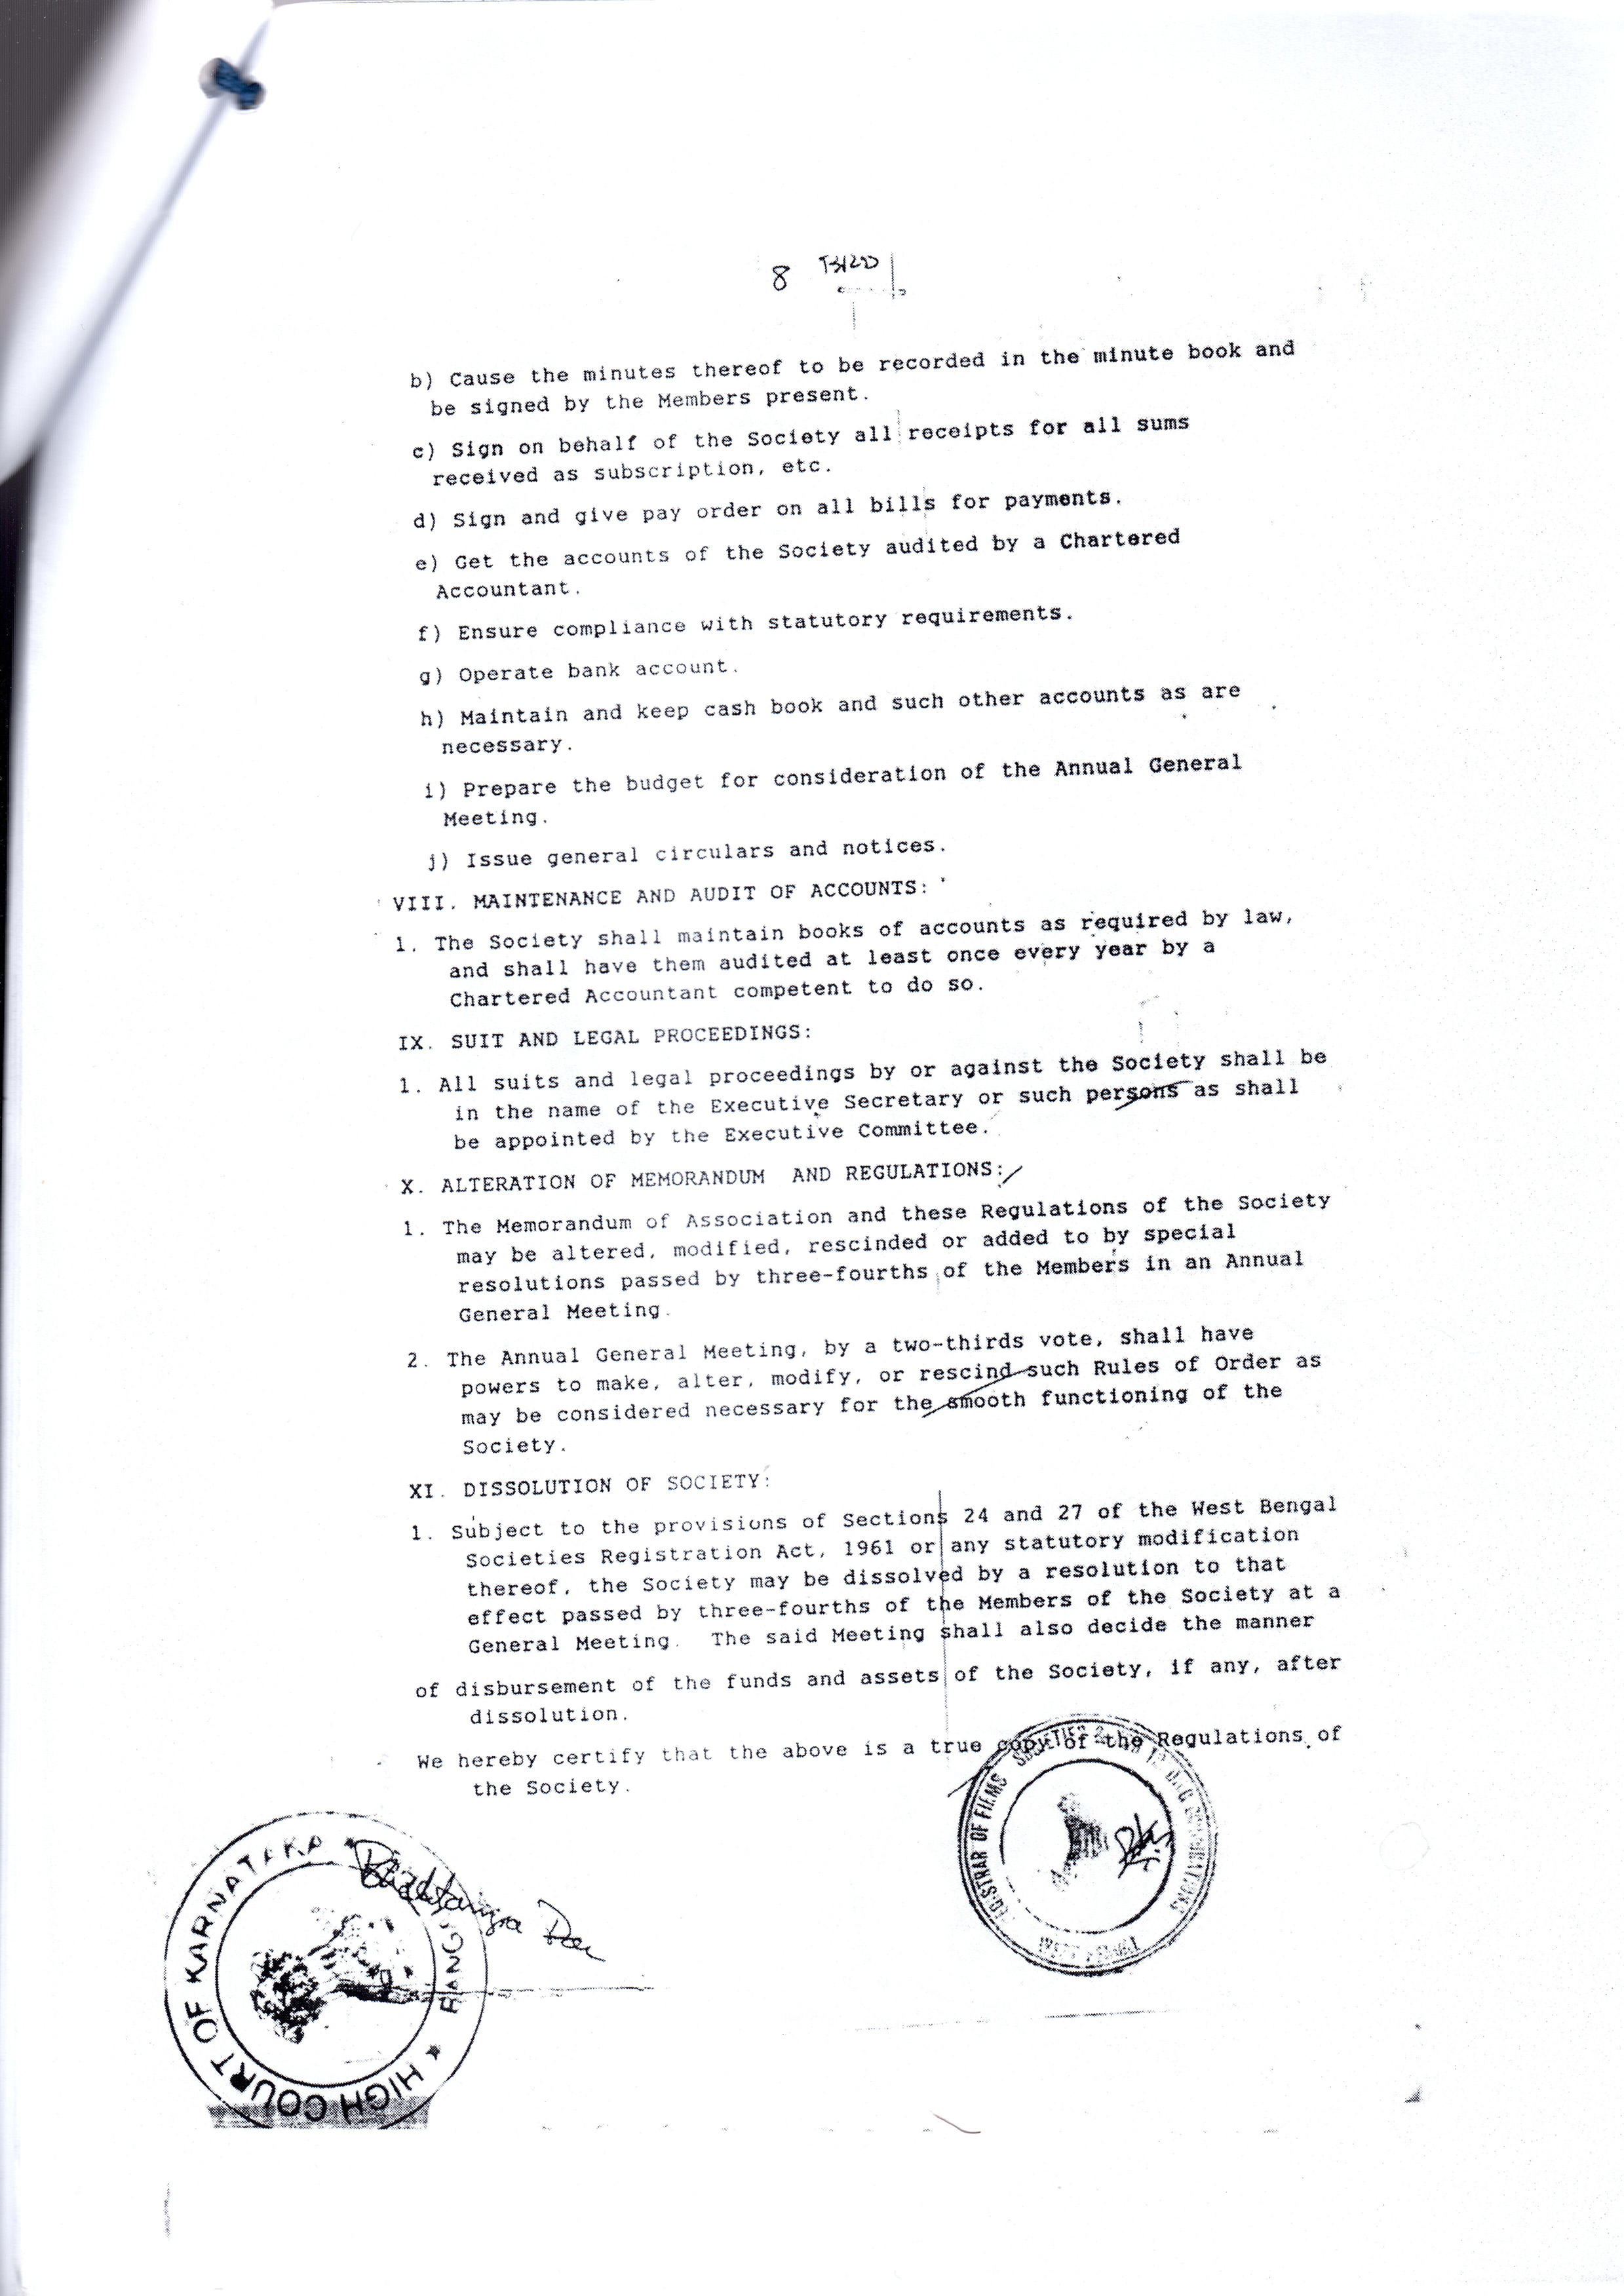 8
b) Cause the minutes thereof to be recorded in the minute book and
be signed by the Members present.
c) Sign on behalf of the Society all receipts for all sums
received as subscription, etc.
d) Sign and give pay order on all bills for payments.
e) Get the accounts of the Society audited by a Chartered
Accountant.
f) Ensure compliance with statutory requirements.
g) Operate bank account.
h) Maintain and keep cash book and such other accounts as are
necessary.
i) Prepare the budget for consideration of the Annual General
Meeting.
j) Issue general circulars and notices.
VIII. MAINTENANCE AND AUDIT OF ACCOUNTS:
1. The Society shall maintain books of accounts as required by law,
and shall have them audited at least once every year by a
Chartered Accountant competent to do so.
IX. SUIT AND LEGAL PROCEEDINGS:
1. All suits and legal proceedings by or against the Society shall be
in the name of the Executive Secretary or such persons as shall
be appointed by the Executive Committee.
X. ALTERATION OF MEMORANDUM AND REGULATIONS:
1. The Memorandum of Association and these Regulations of the Society
may be altered, modified, rescinded or added to by special
resolutions passed by three-fourths of the Members in an Annual
General Meeting.
2. The Annual General Meeting, by a two-thirds vote, shall have
powers to make, alter, modify, or rescind such Rules of Order as
may be considered necessary for the smooth functioning of the
Society.
XI. DISSOLUTION OF SOCIETY:
1. Subject to the provisions of Sections 24 and 27 of the West Bengal
Societies Registration Act, 1961 or any statutory modification
thereof, the Society may be dissolved by a resolution to that
effect passed by three-fourths of the Members of the Society at a
General Meeting. The said Meeting shall also decide the manner
of disbursement of the funds and assets of the Society, if any, after
dissolution.
We hereby certify that the above is a true copy of the Regulations of
the Society.
HIGH COURT OF KARNATAKA
OF FIRMS